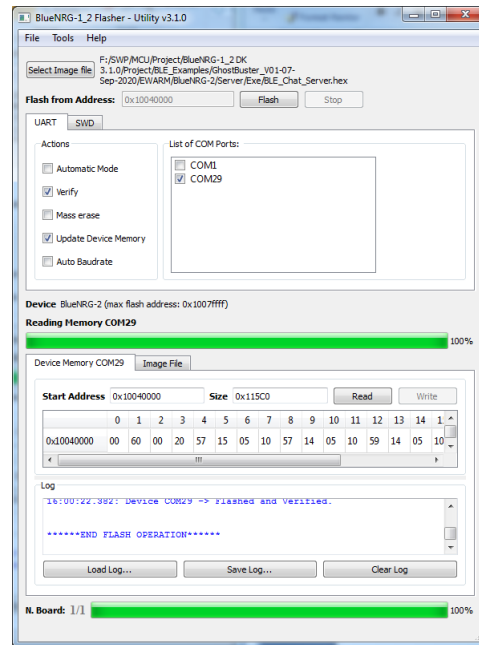 BlueNRG-1_2 Flasher - Utility v3.1.0
File Tools Help
Select Image file
F:/SWP/MCU/Project/BlueNRG-1_2 DK
3.1.0/Project/BLE_Examples/GhostBuster_V01-07-
Sep-2020/EWARM/BlueNRG-2/Server/Exe/BLE_Chat_Server.hex
Flash from Address: 0x10040000 Flash Stop
UART SWD
Actions List of COM Ports:
Automatic Mode COM1
Verify COM29
Mass erase
Update Device Memory
Auto Baudrate
Device BlueNRG-2 (max flash address: 0x1007ffff)
Reading Memory COM29
100%
Device Memory COM29 Image File
Start Address 0x10040000 Size 0x115C0 Read Write
0 1 2 3 4 5 6 7 8 9 10 11 12 13 14 1
0x10040000 00 60 00 20 57 15 05 10 57 14 05 10 59 14 05 10
Log
16:00:22.382: Device COM29 -> Flashed and Verified.
******END FLASH OPERATION******
Load Log... Save Log... Clear Log
N. Board: 1/1 100%